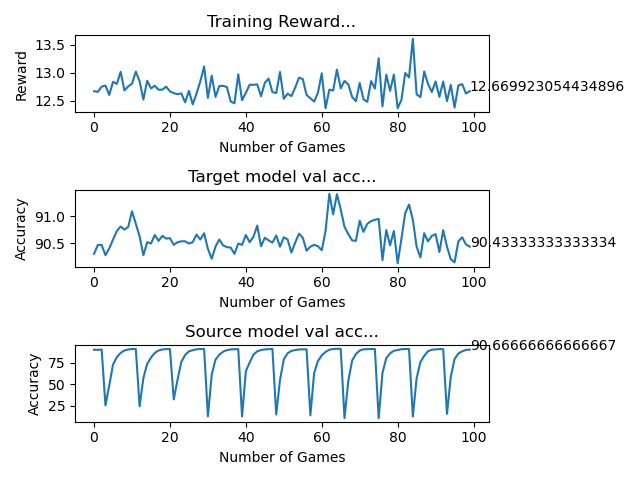 Training Reward...
13.5
13.0
12.5
Reward
12.669923054434896
0 20 40 60 80 100
Number of Games
Target model val acc...
91.0
90.5
Accuracy
90.43333333333334
0 20 40 60 80 100
Number of Games
Source model val acc...
90.66666666666667
75
50
25
Accuracy
0 20 40 60 80 100
Number of Games